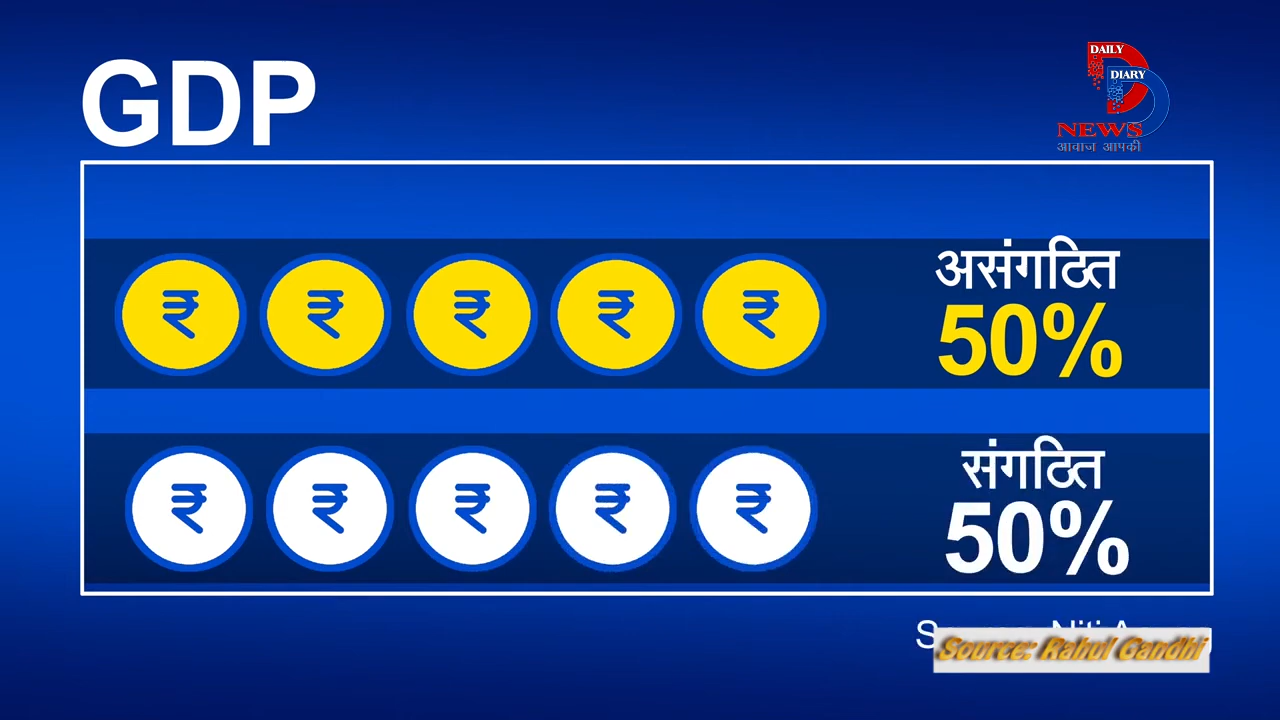 GDP
DAILY
DIARY
NEWS
आवाज आपकी
₹ ₹ ₹ ₹ ₹
असंगठित
50%
₹ ₹ ₹ ₹ ₹
संगठित
50%
Source: Rahul Gandhi